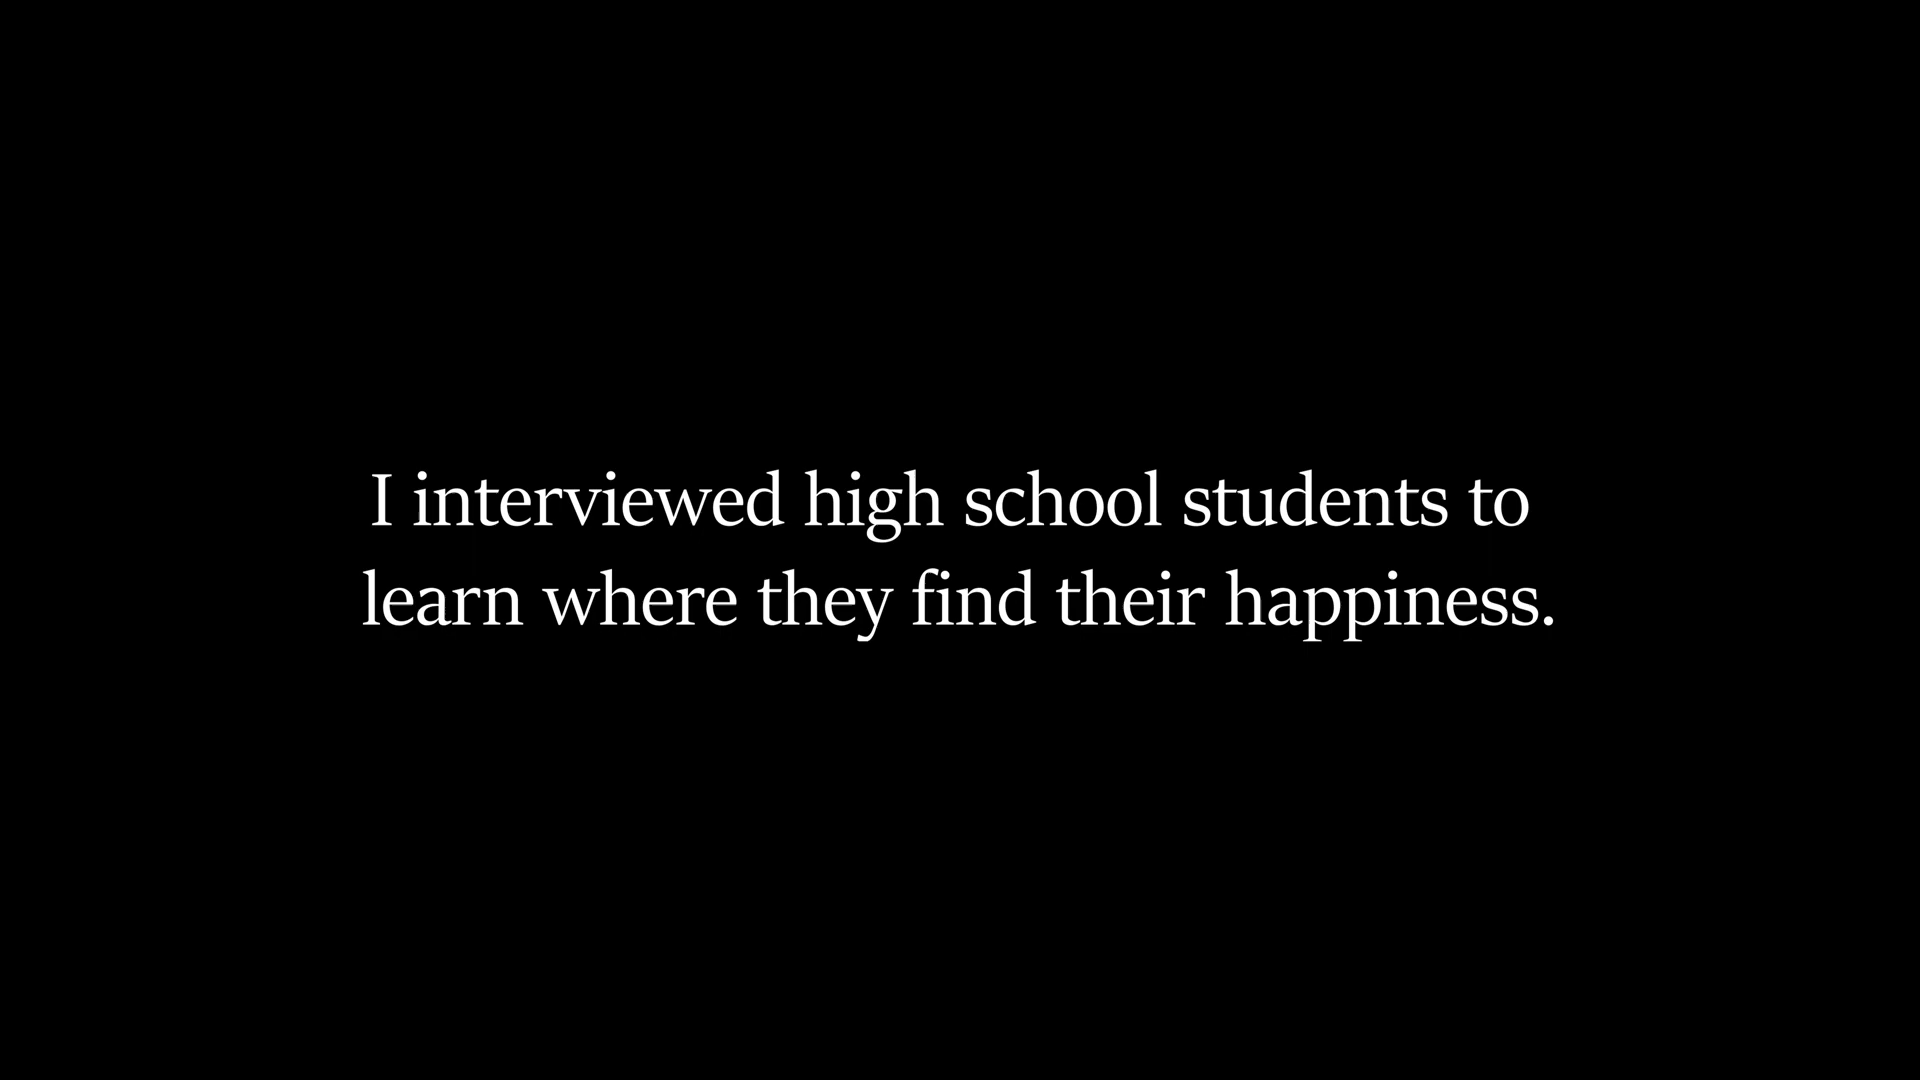 I interviewed high school students to
learn where they find their happiness.